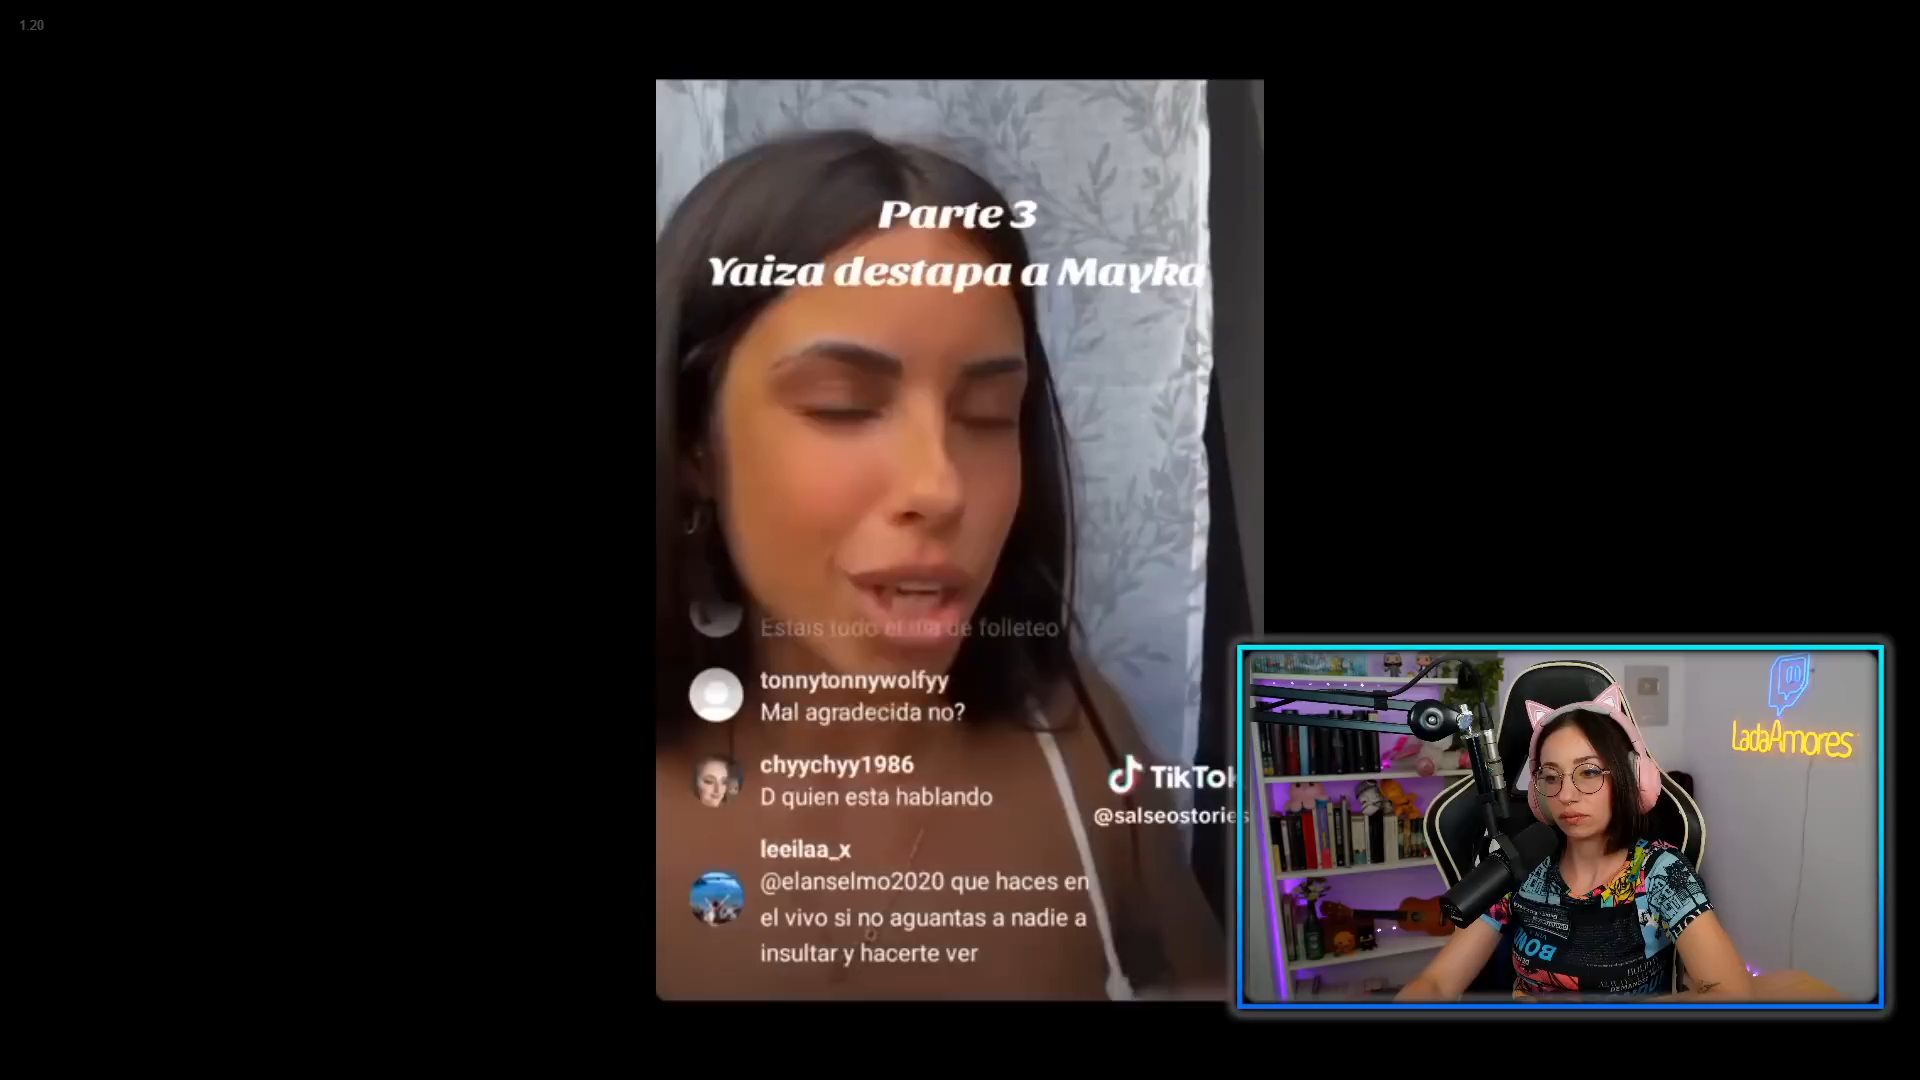 1.20
Parte 3
Yaiza destapa a Mayka
Estais todo el dia de folleteo
tonnytonnywolfyy
Mal agradecida no?
chyychyy1986
D quien esta hablando
TikTok
@salseostories
leeilaa_x
@elanselmo2020 que haces en
el vivo si no aguantas a nadie a
insultar y hacerte ver
LadaAmores